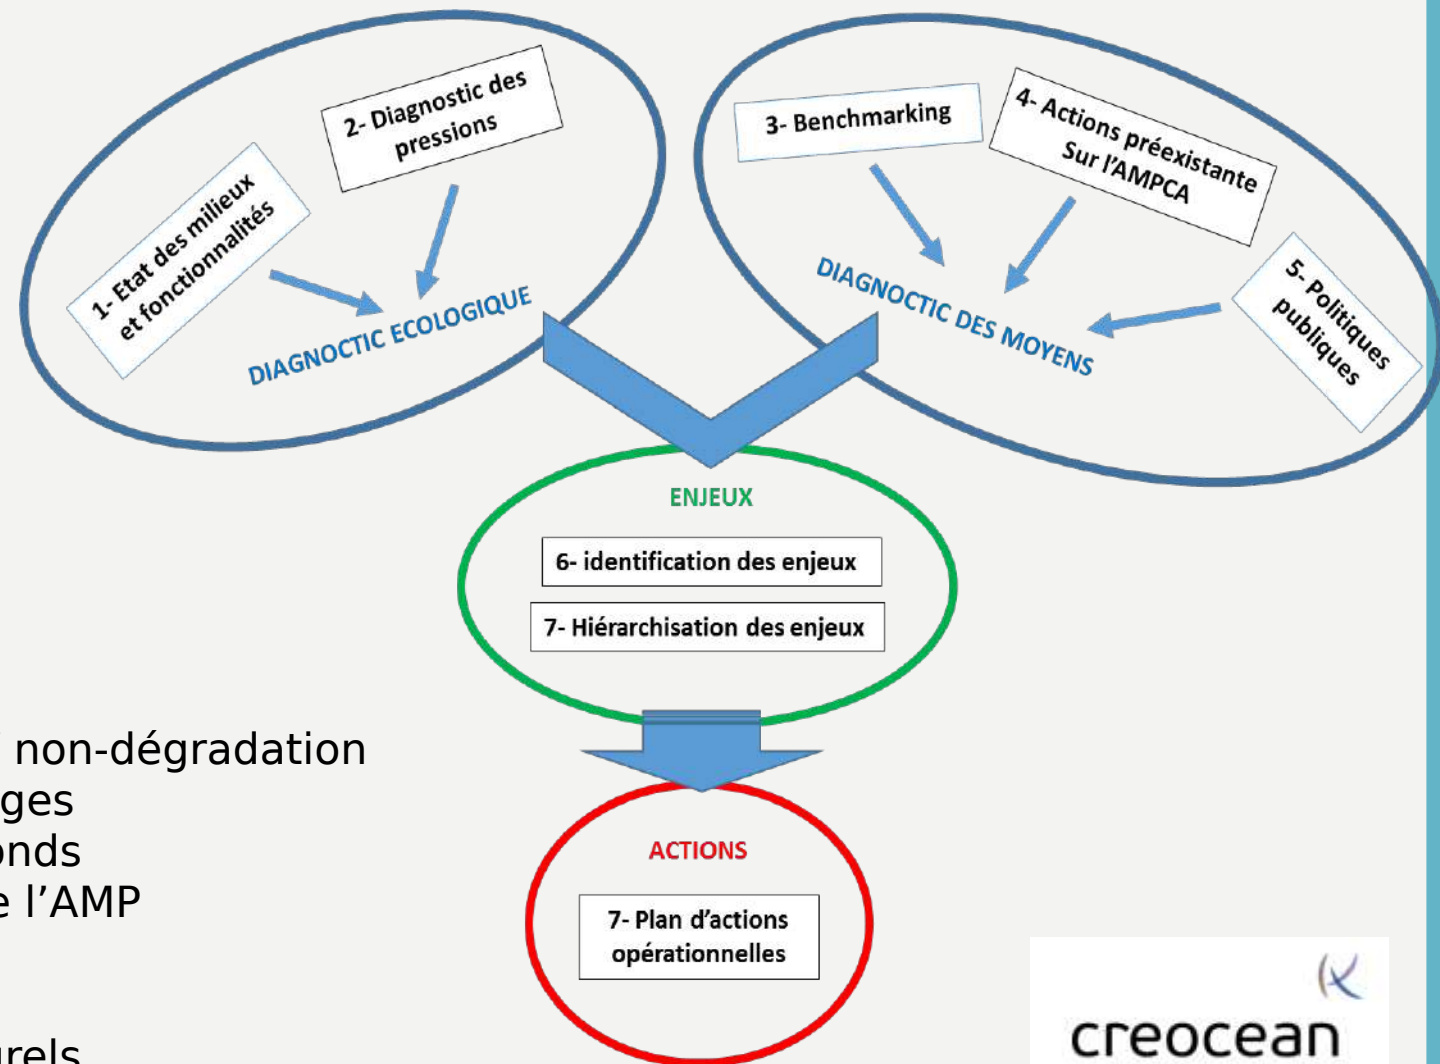 1- Etat des milieux
et fonctionnalités
2- Diagnostic des
pressions
DIAGNOCTIC ECOLOGIQUE
3- Benchmarking
4- Actions préexistante
Sur l'AMPCA
5- Politiques
publiques
DIAGNOCTIC DES MOYENS
ENJEUX
6- identification des enjeux
7- Hiérarchisation des enjeux
ACTIONS
7- Plan d'actions
opérationnelles
non-dégradation
l'AMP
creocean